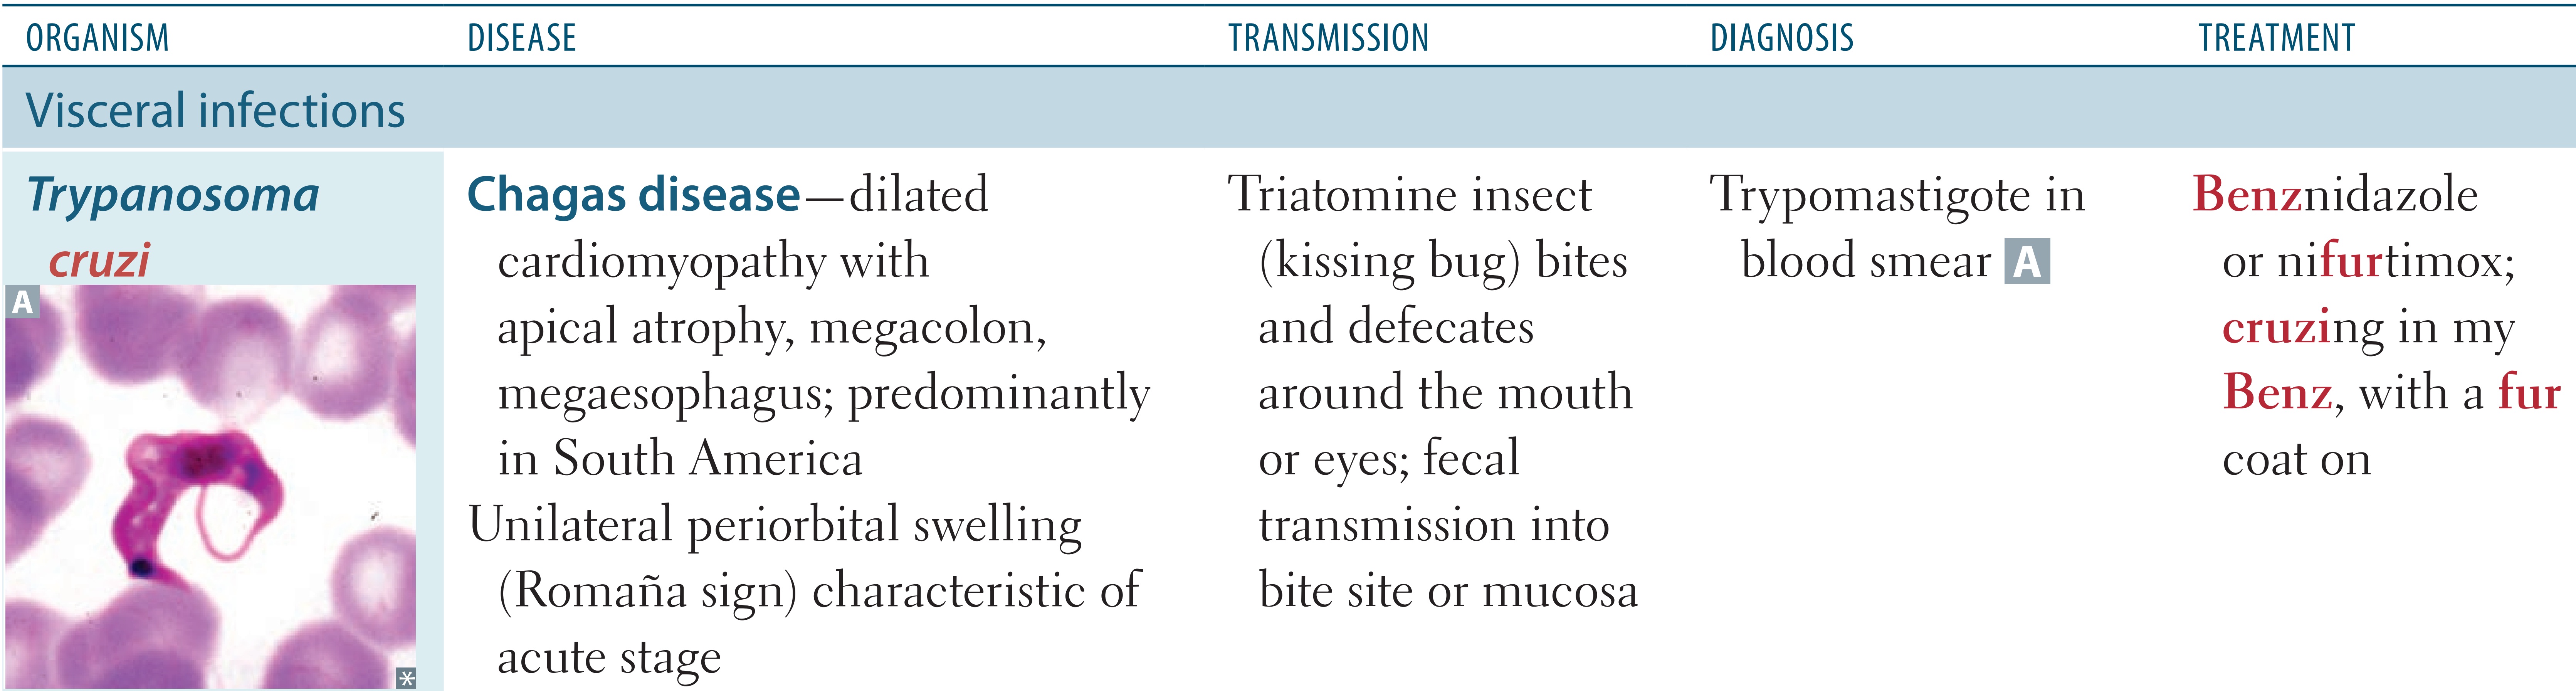 ORGANISM DISEASE TRANSMISSION DIAGNOSIS TREATMENT
Visceral infections
Trypanosoma
cruzi
A
*
Chagas disease—dilated
cardiomyopathy with
apical atrophy, megacolon,
megaesophagus; predominantly
in South America
Unilateral periorbital swelling
(Romaña sign) characteristic of
acute stage
Triatomine insect
(kissing bug) bites
and defecates
around the mouth
or eyes; fecal
transmission into
bite site or mucosa
Trypomastigote in
blood smear A
Benznidazole
or nifurtimox;
cruzing in my
Benz, with a fur
coat on